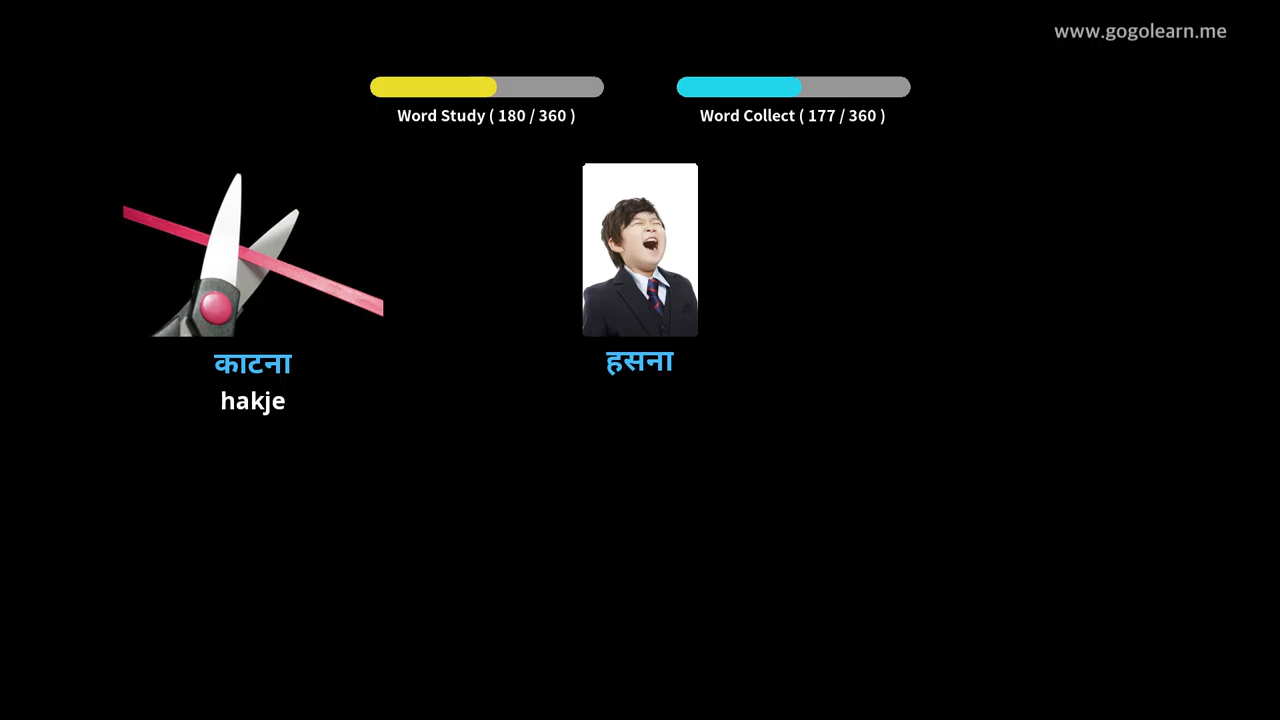 www.gogolearn.me
Word Study ( 180 / 360 )
Word Collect ( 177 / 360 )
काटना
hakje
हसना